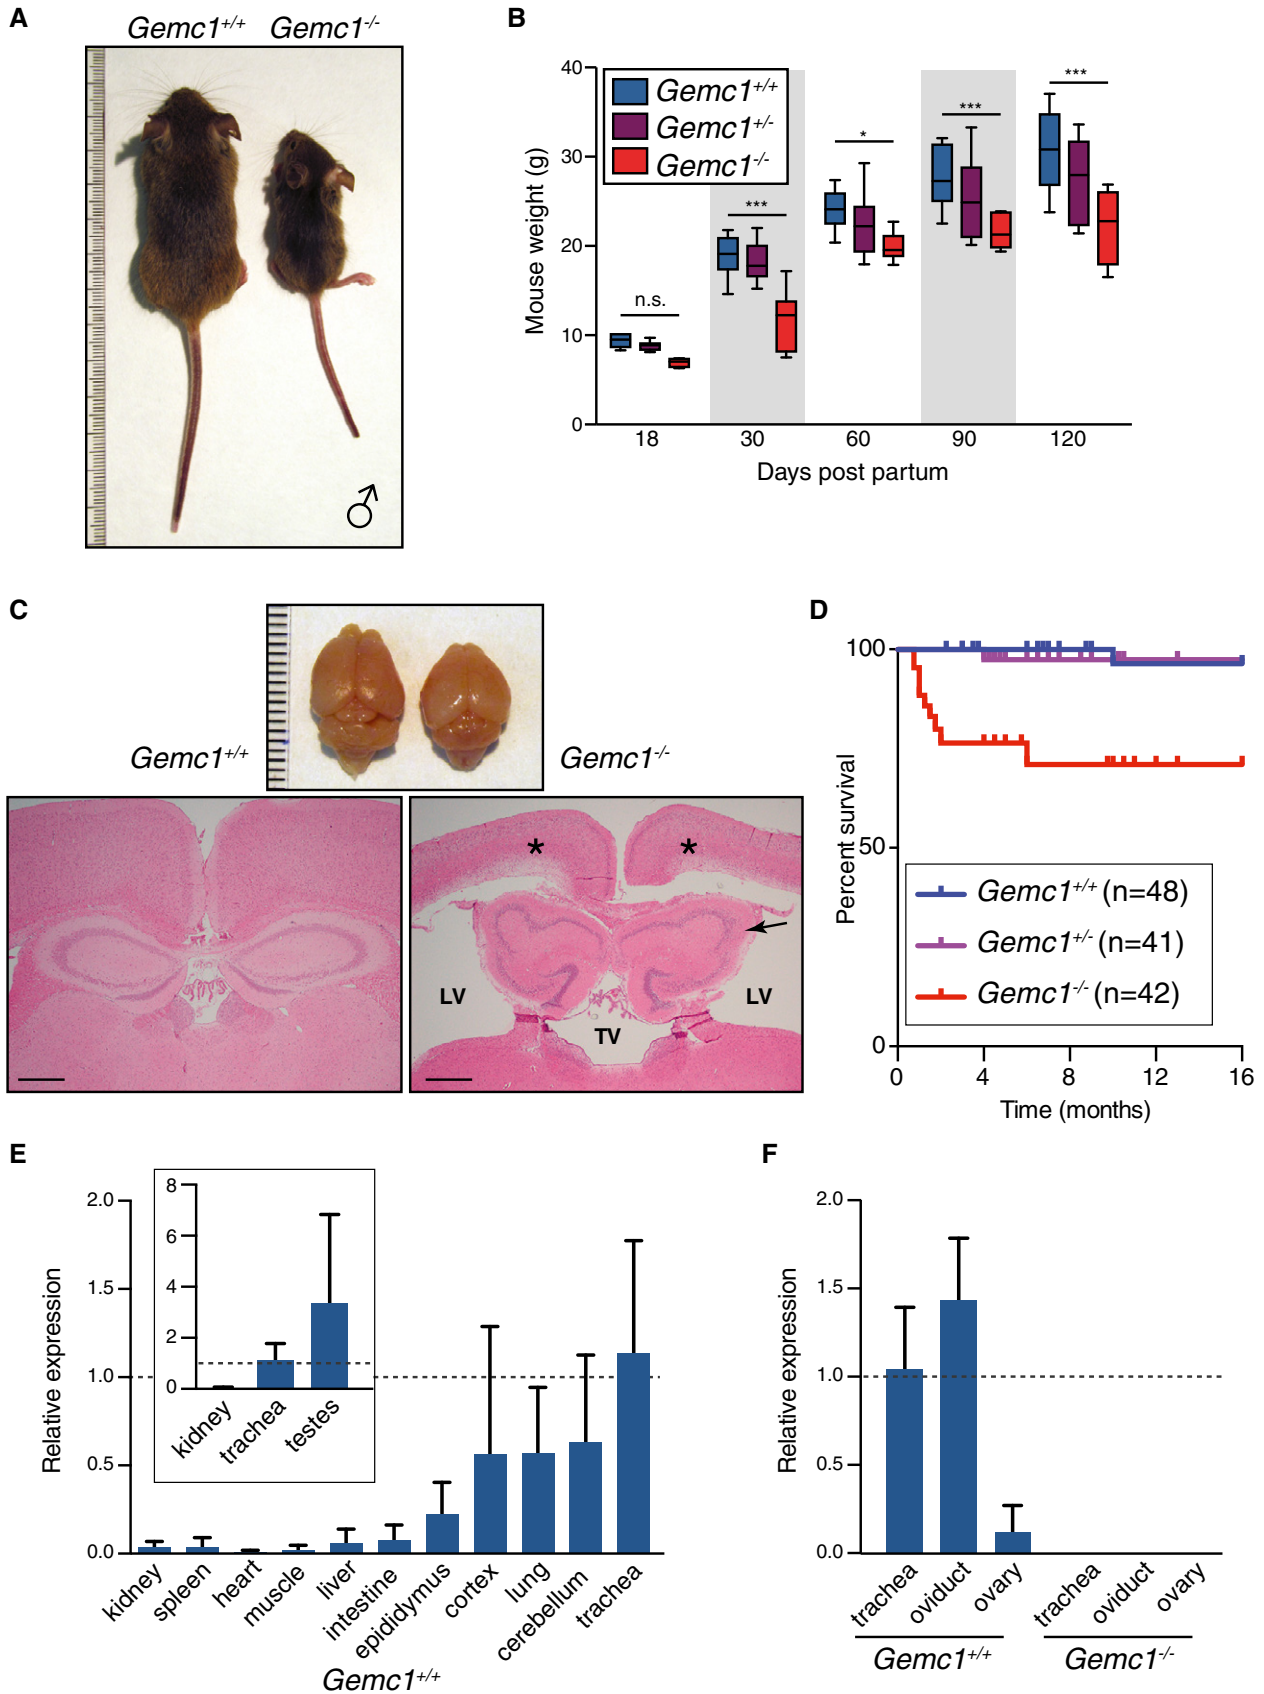 A
Gemc1+/+ Gemc1-/-
B
40
30
20
10
0
Mouse weight (g)
Gemc1+/+
Gemc1+/-
Gemc1-/-
n.s.
***
*
***
***
18 30 60 90 120
Days post partum
C
Gemc1+/+ Gemc1-/-
* *
LV LV
TV
D
100
50
0
Percent survival
Gemc1+/+ (n=48)
Gemc1+/- (n=41)
Gemc1-/- (n=42)
0 4 8 12 16
Time (months)
E
2.0
1.5
1.0
0.5
0.0
Relative expression
8
6
4
2
0
kidney trachea testes
kidney spleen heart muscle liver intestine epididymus cortex lung cerebellum trachea
Gemc1+/+
F
2.0
1.5
1.0
0.5
0.0
Relative expression
trachea oviduct ovary trachea oviduct ovary
Gemc1+/+ Gemc1-/-